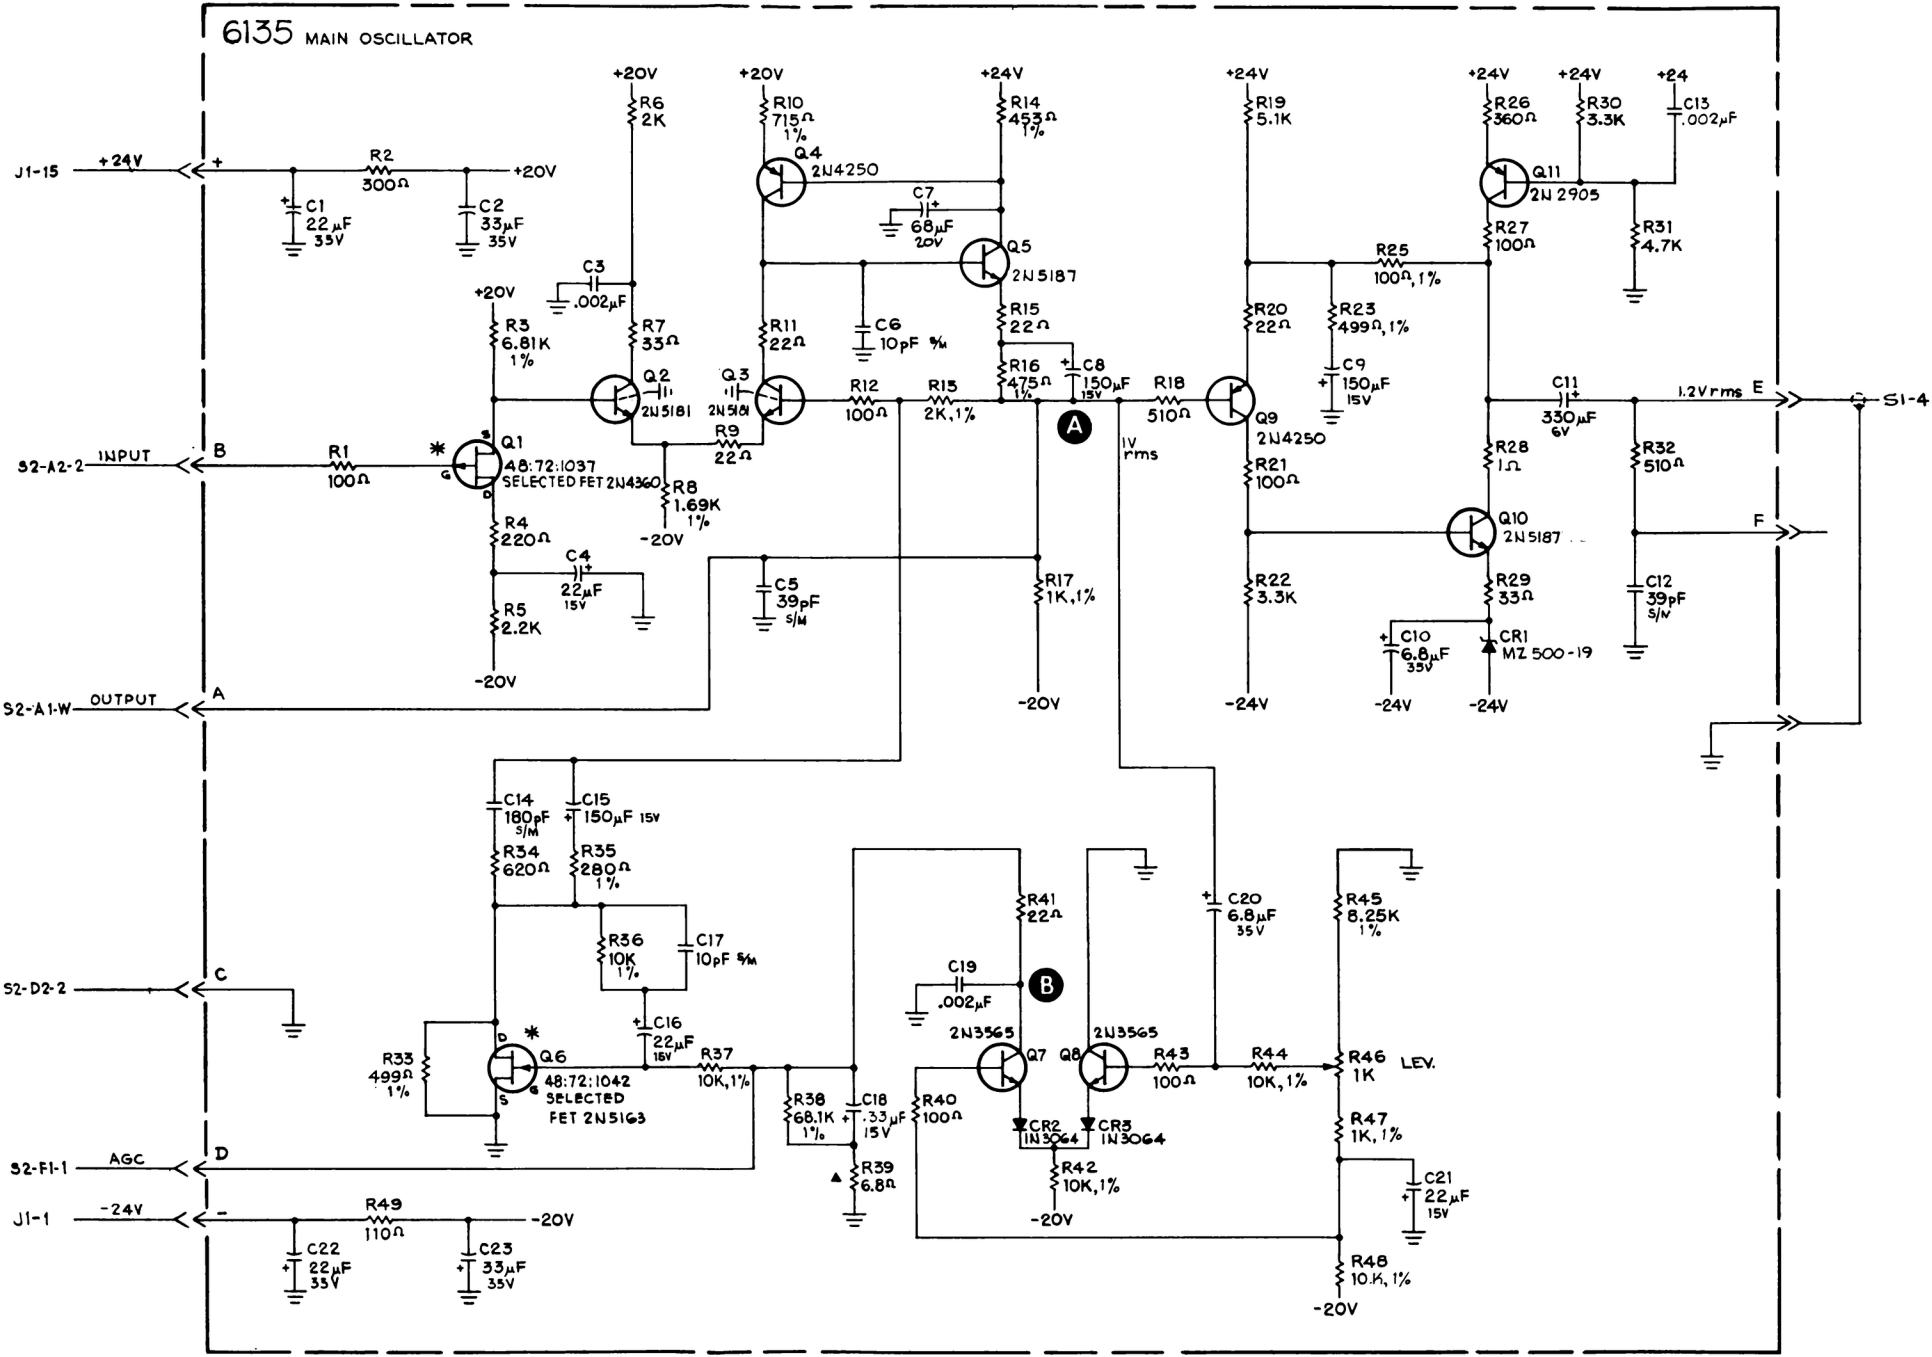 6135 MAIN OSCILLATOR
+20V
R6
2K
+20V
R10
715Ω
1%
+24V
R14
453Ω
1%
+24V
R19
5.1K
+24V
R26
360Ω
+24V
R30
3.3K
+24
C13
.002µF
J1-15
+24V
+
R2
300Ω
+20V
C1
22µF
35V
+
C2
33µF
35V
Q4
2N4250
C7
+
68µF
20V
Q5
2N5187
Q11
2N2905
R27
100Ω
R31
4.7K
R25
100Ω, 1%
C3
.002µF
+20V
R3
6.81K
1%
R7
33Ω
R11
22Ω
C6
10pF S/M
R15
22Ω
R20
22Ω
R23
499Ω, 1%
Q2
2N5181
Q3
2N5181
R12
100Ω
R13
2K, 1%
R16
475Ω
1%
+
C8
150µF
15V
A
R18
510Ω
1V
rms
Q9
2N4250
C9
+
150µF
15V
C11
+
330µF
6V
1.2V rms
E
S1-4
S2-A2-2
INPUT
B
R1
100Ω
*
S
Q1
G
D
48:72:1037
SELECTED FET 2N4360
R9
22Ω
R8
1.69K
1%
-20V
R21
100Ω
R28
1Ω
R32
510Ω
Q10
2N5187
F
R4
220Ω
C4
+
22µF
15V
R5
2.2K
-20V
C5
39pF
S/M
R17
1K, 1%
-20V
R22
3.3K
-24V
R29
33Ω
+
C10
6.8µF
35V
-24V
CR1
MZ 500-19
-24V
C12
39pF
S/M
S2-A1-W
OUTPUT
A
C14
180pF
S/M
C15
+
150µF 15V
R34
620Ω
R35
280Ω
1%
R36
10K
1%
C17
10pF S/M
R41
22Ω
+
C20
6.8µF
35V
R45
8.25K
1%
S2-D2-2
C
C19
.002µF
B
+
C16
22µF
15V
*
D
Q6
G
S
48:72:1042
SELECTED
FET 2N5163
R33
499Ω
1%
R37
10K, 1%
2N3565
Q7
2N3565
Q8
R43
100Ω
R44
10K, 1%
R46
1K
LEV.
R38
68.1K
1%
C18
+
.33µF
15V
R40
100Ω
CR2
1N3064
CR3
1N3064
R47
1K, 1%
S2-F1-1
AGC
D
R39
6.8Ω
R42
10K, 1%
-20V
C21
+
22µF
15V
J1-1
-24V
-
R49
110Ω
-20V
C22
+
22µF
35V
C23
+
33µF
35V
R48
10K, 1%
-20V